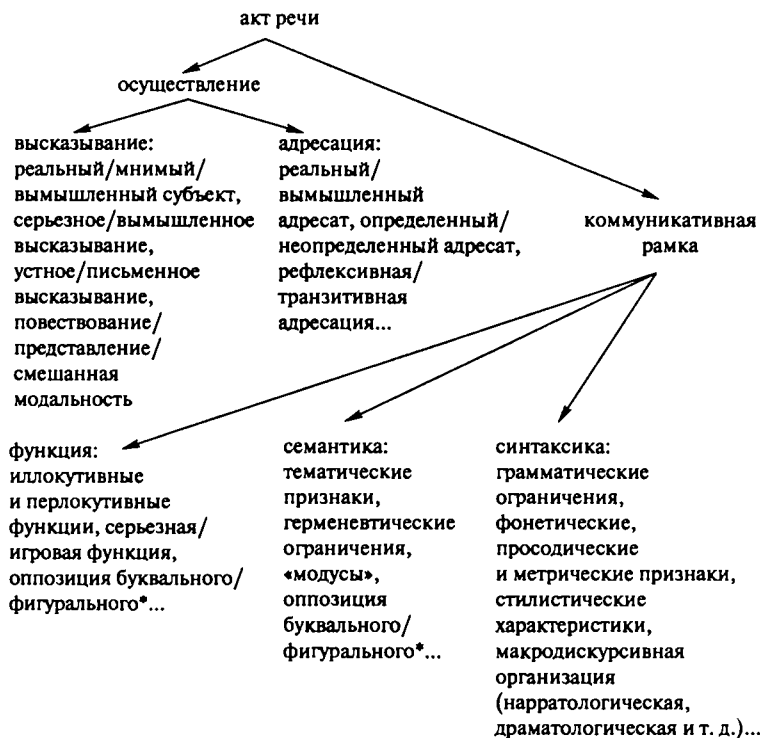 акт речи
осуществление
высказывание:
реальный/мнимый/
вымышленный субъект,
серьезное/вымышленное
высказывание,
устное/письменное
высказывание,
повествование/
представление/
смешанная
модальность
адресация:
реальный/
вымышленный
адресат, определенный/
неопределенный адресат,
рефлексивная/
транзитивная
адресация...
коммуникативная
рамка
функция:
иллокутивные
и перлокутивные
функции, серьезная/
игровая функция,
оппозиция буквального/
фигурального*...
семантика:
тематические
признаки,
герменевтические
ограничения,
«модусы»,
оппозиция
буквального/
фигурального*...
синтаксика:
грамматические
ограничения,
фонетические,
просодические
и метрические признаки,
стилистические
характеристики,
макродискурсивная
организация
(нарратологическая,
драматологическая и т. д.)...